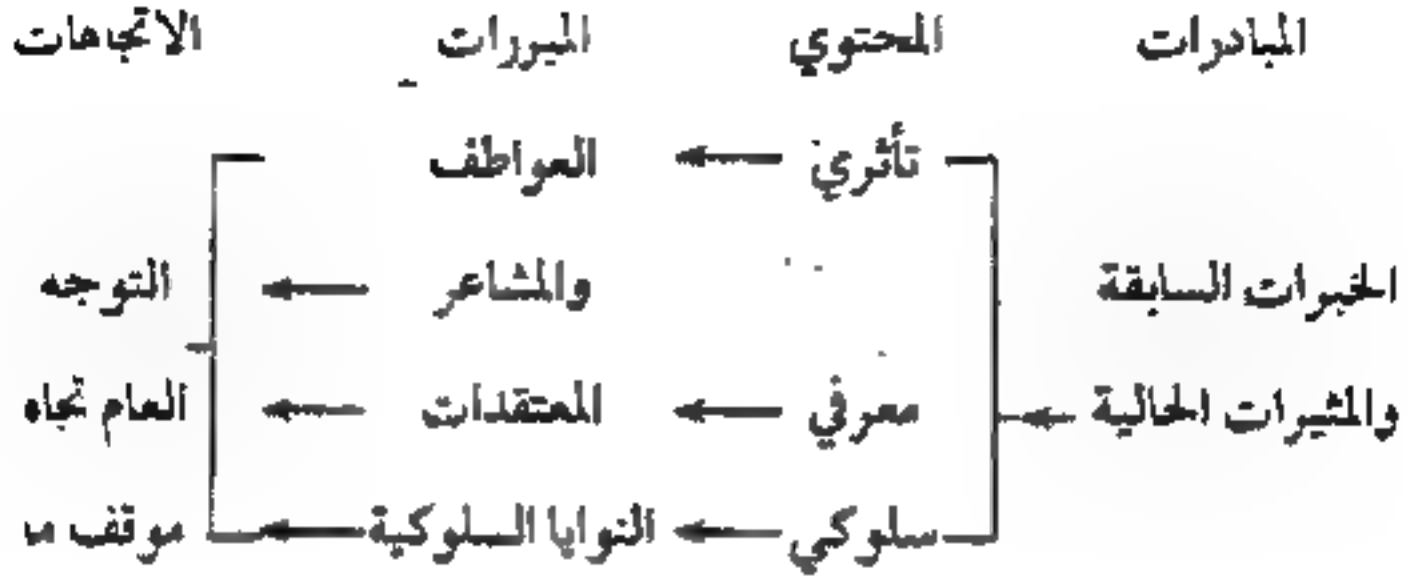 المبادرات المحتوي المبررات الاتجاهات
تأثري العواطف
الخبرات السابقة والمشاعر التوجه
والمثيرات الحالية معرفي المعتقدات العام تجاه
سلوكي النوايا السلوكية موقف ما